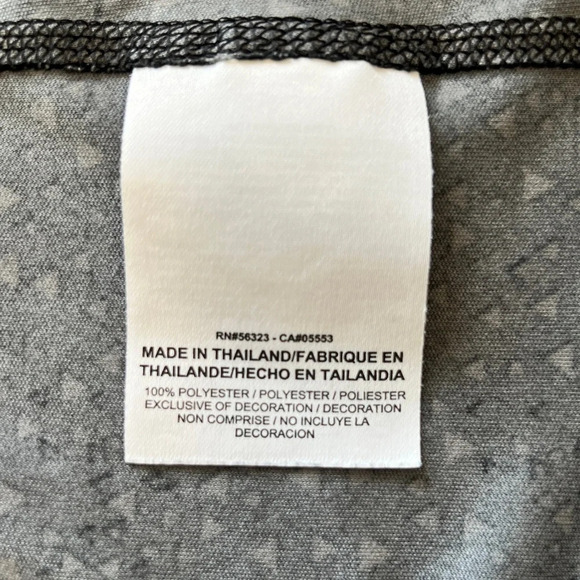 RN#56323 - CA#05553
MADE IN THAILAND/FABRIQUE EN
THAILANDE/HECHO EN TAILANDIA
100% POLYESTER / POLYESTER / POLIESTER
EXCLUSIVE OF DECORATION / DECORATION
NON COMPRISE / NO INCLUYE LA
DECORACION